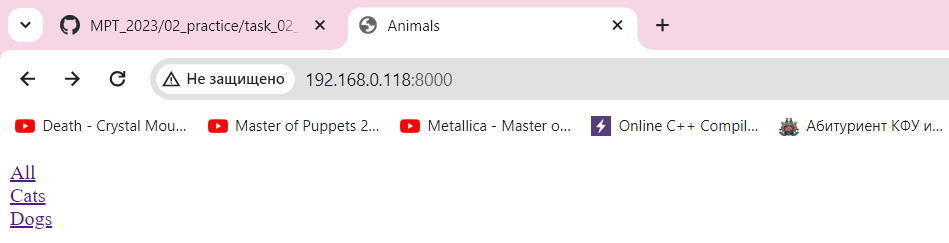 MPT_2023/02_practice/task_02_
Animals
Не защищено
192.168.0.118:8000
Death - Crystal Mou...
Master of Puppets 2...
Metallica - Master o...
Online C++ Compil...
Абитуриент КФУ и...
All
Cats
Dogs